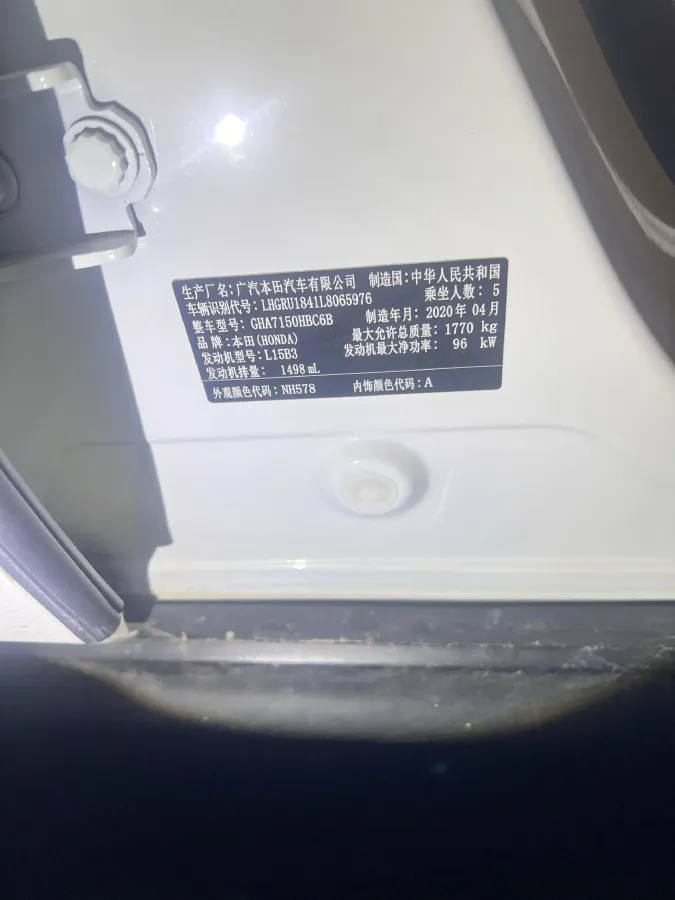 生产厂名:广汽本田汽车有限公司 制造国:中华人民共和国
车辆识别代号:LHGRU1841L8065976 乘坐人数:5
整车型号:GHA7150HBC6B 制造年月:2020年04月
品牌:本田(HONDA) 最大允许总质量:1770 kg
发动机型号:L15B3 发动机最大净功率: 96 kW
发动机排量: 1498 mL
外观颜色代码:NH578 内饰颜色代码:A